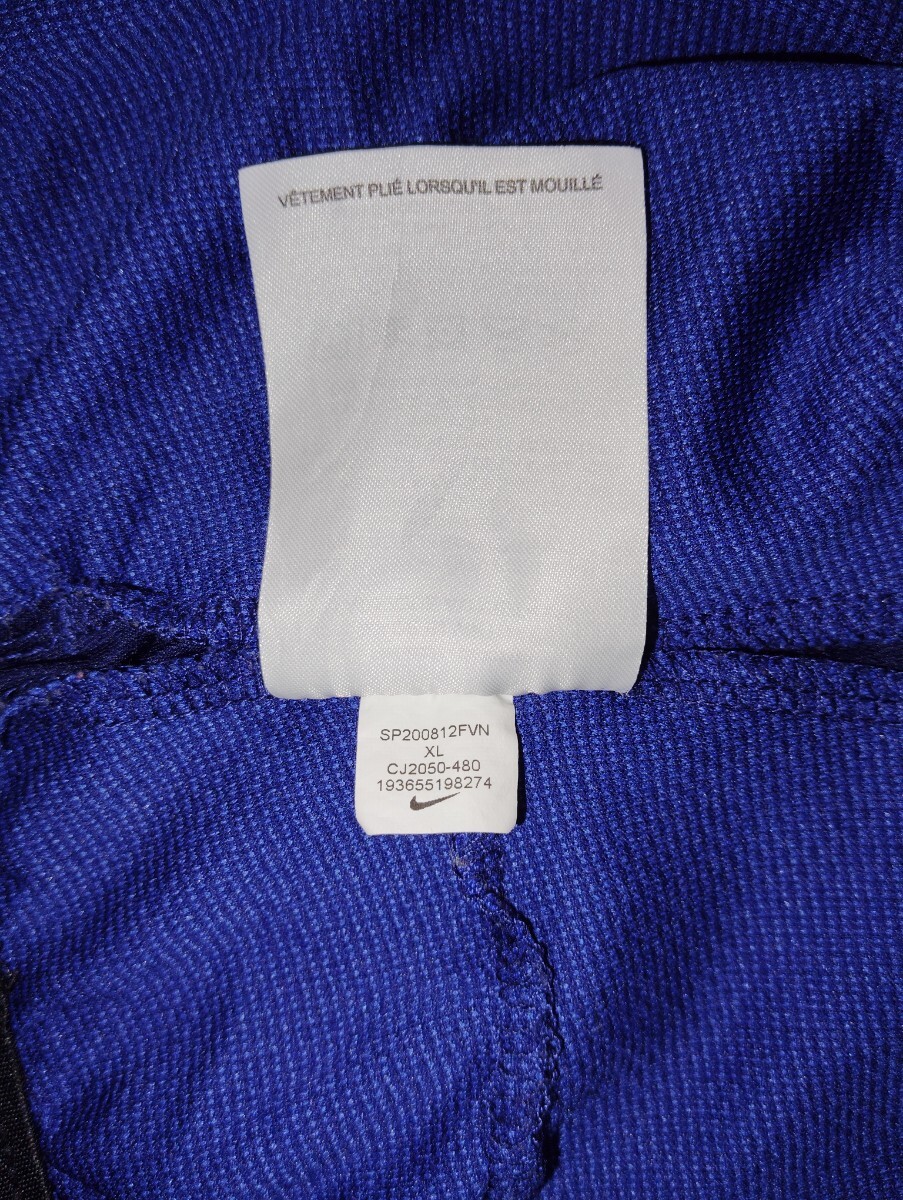 VÊTEMENT PLIÉ LORSQU'IL EST MOUILLÉ
SP200812FVN
XL
CJ2050-480
193655198274